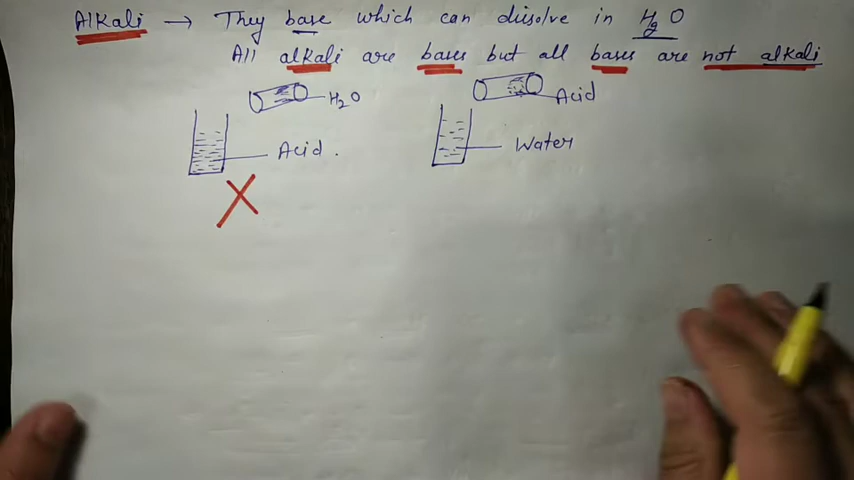 Alkali → They base which can dissolve in H2O
All alkali are bases but all bases are not alkali
H2O
Acid
Acid.
Water